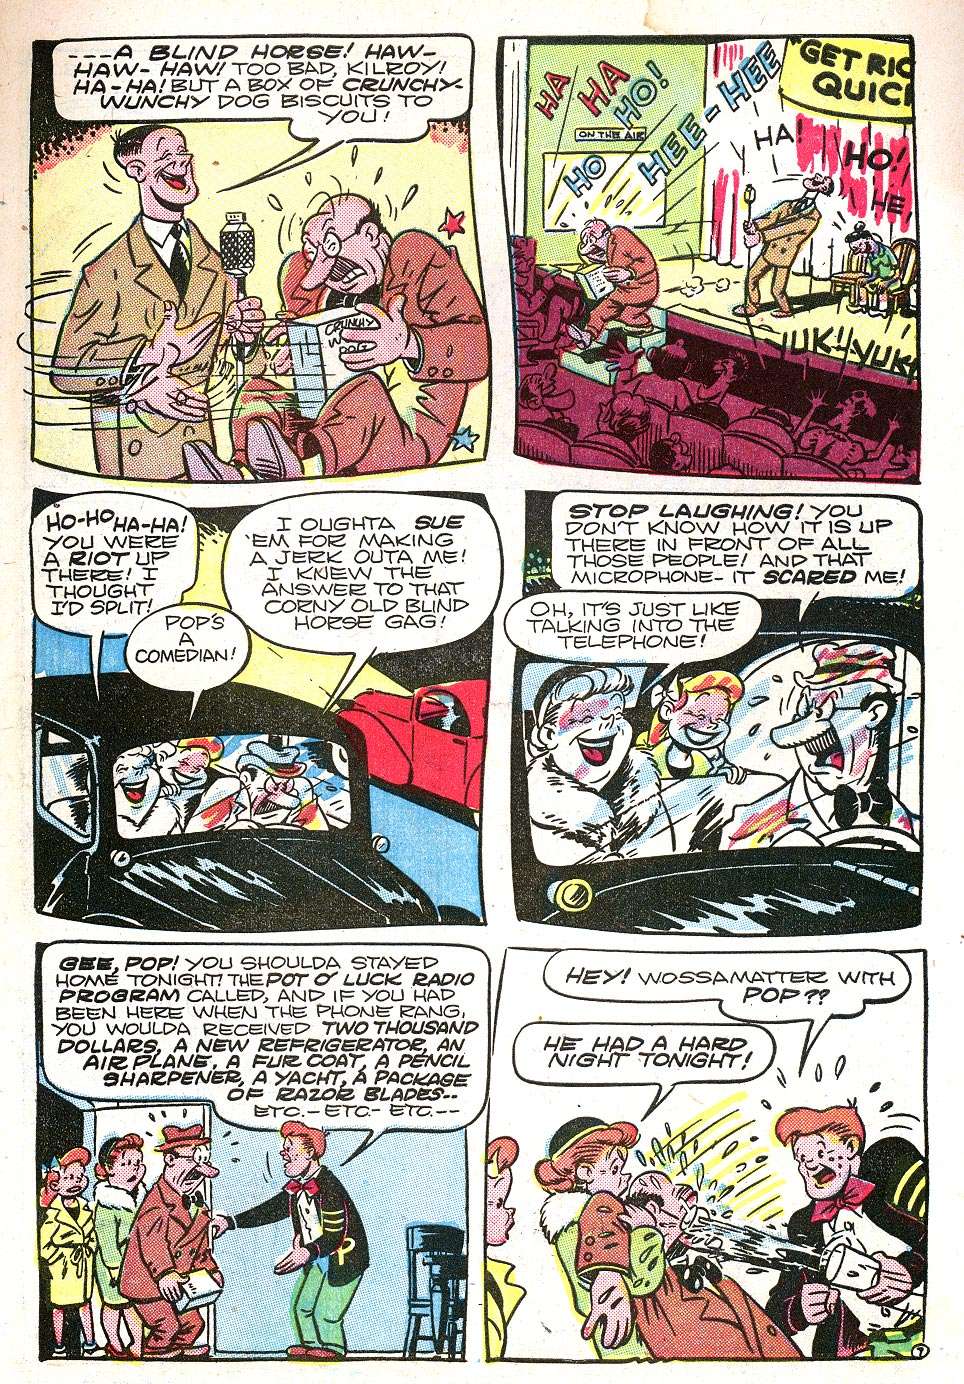 ---A BLIND HORSE! HAW-
HAW-HAW! TOO BAD, KILROY!
HA-HA! BUT A BOX OF CRUNCHY-
WUNCHY DOG BISCUITS TO
YOU!
CRUNCHY
W
DOG
"GET RIC
QUIC
HA
HA
HO!
ON THE AIR
HO
HEE-HEE
HA!
HO!
HE
YUK! YUK!
HO-HO HA-HA!
YOU WERE
A RIOT UP
THERE! I
THOUGHT
I'D SPLIT!
POP'S
A
COMEDIAN!
I OUGHTA SUE
'EM FOR MAKING
A JERK OUTA ME!
I KNEW THE
ANSWER TO THAT
CORNY OLD BLIND
HORSE GAG!
STOP LAUGHING! YOU
DON'T KNOW HOW IT IS UP
THERE IN FRONT OF ALL
THOSE PEOPLE! AND THAT
MICROPHONE- IT SCARED ME!
OH, IT'S JUST LIKE
TALKING INTO THE
TELEPHONE!
GEE, POP! YOU SHOULDA STAYED
HOME TONIGHT! THE POT O' LUCK RADIO
PROGRAM CALLED, AND IF YOU HAD
BEEN HERE WHEN THE PHONE RANG,
YOU WOULDA RECEIVED TWO THOUSAND
DOLLARS, A NEW REFRIGERATOR, AN
AIRPLANE, A FUR COAT, A PENCIL
SHARPENER, A YACHT, A PACKAGE
OF RAZOR BLADES--
ETC.- ETC.- ETC.--
P
HEY! WOSSAMATTER WITH
POP??
HE HAD A HARD
NIGHT TONIGHT!
7